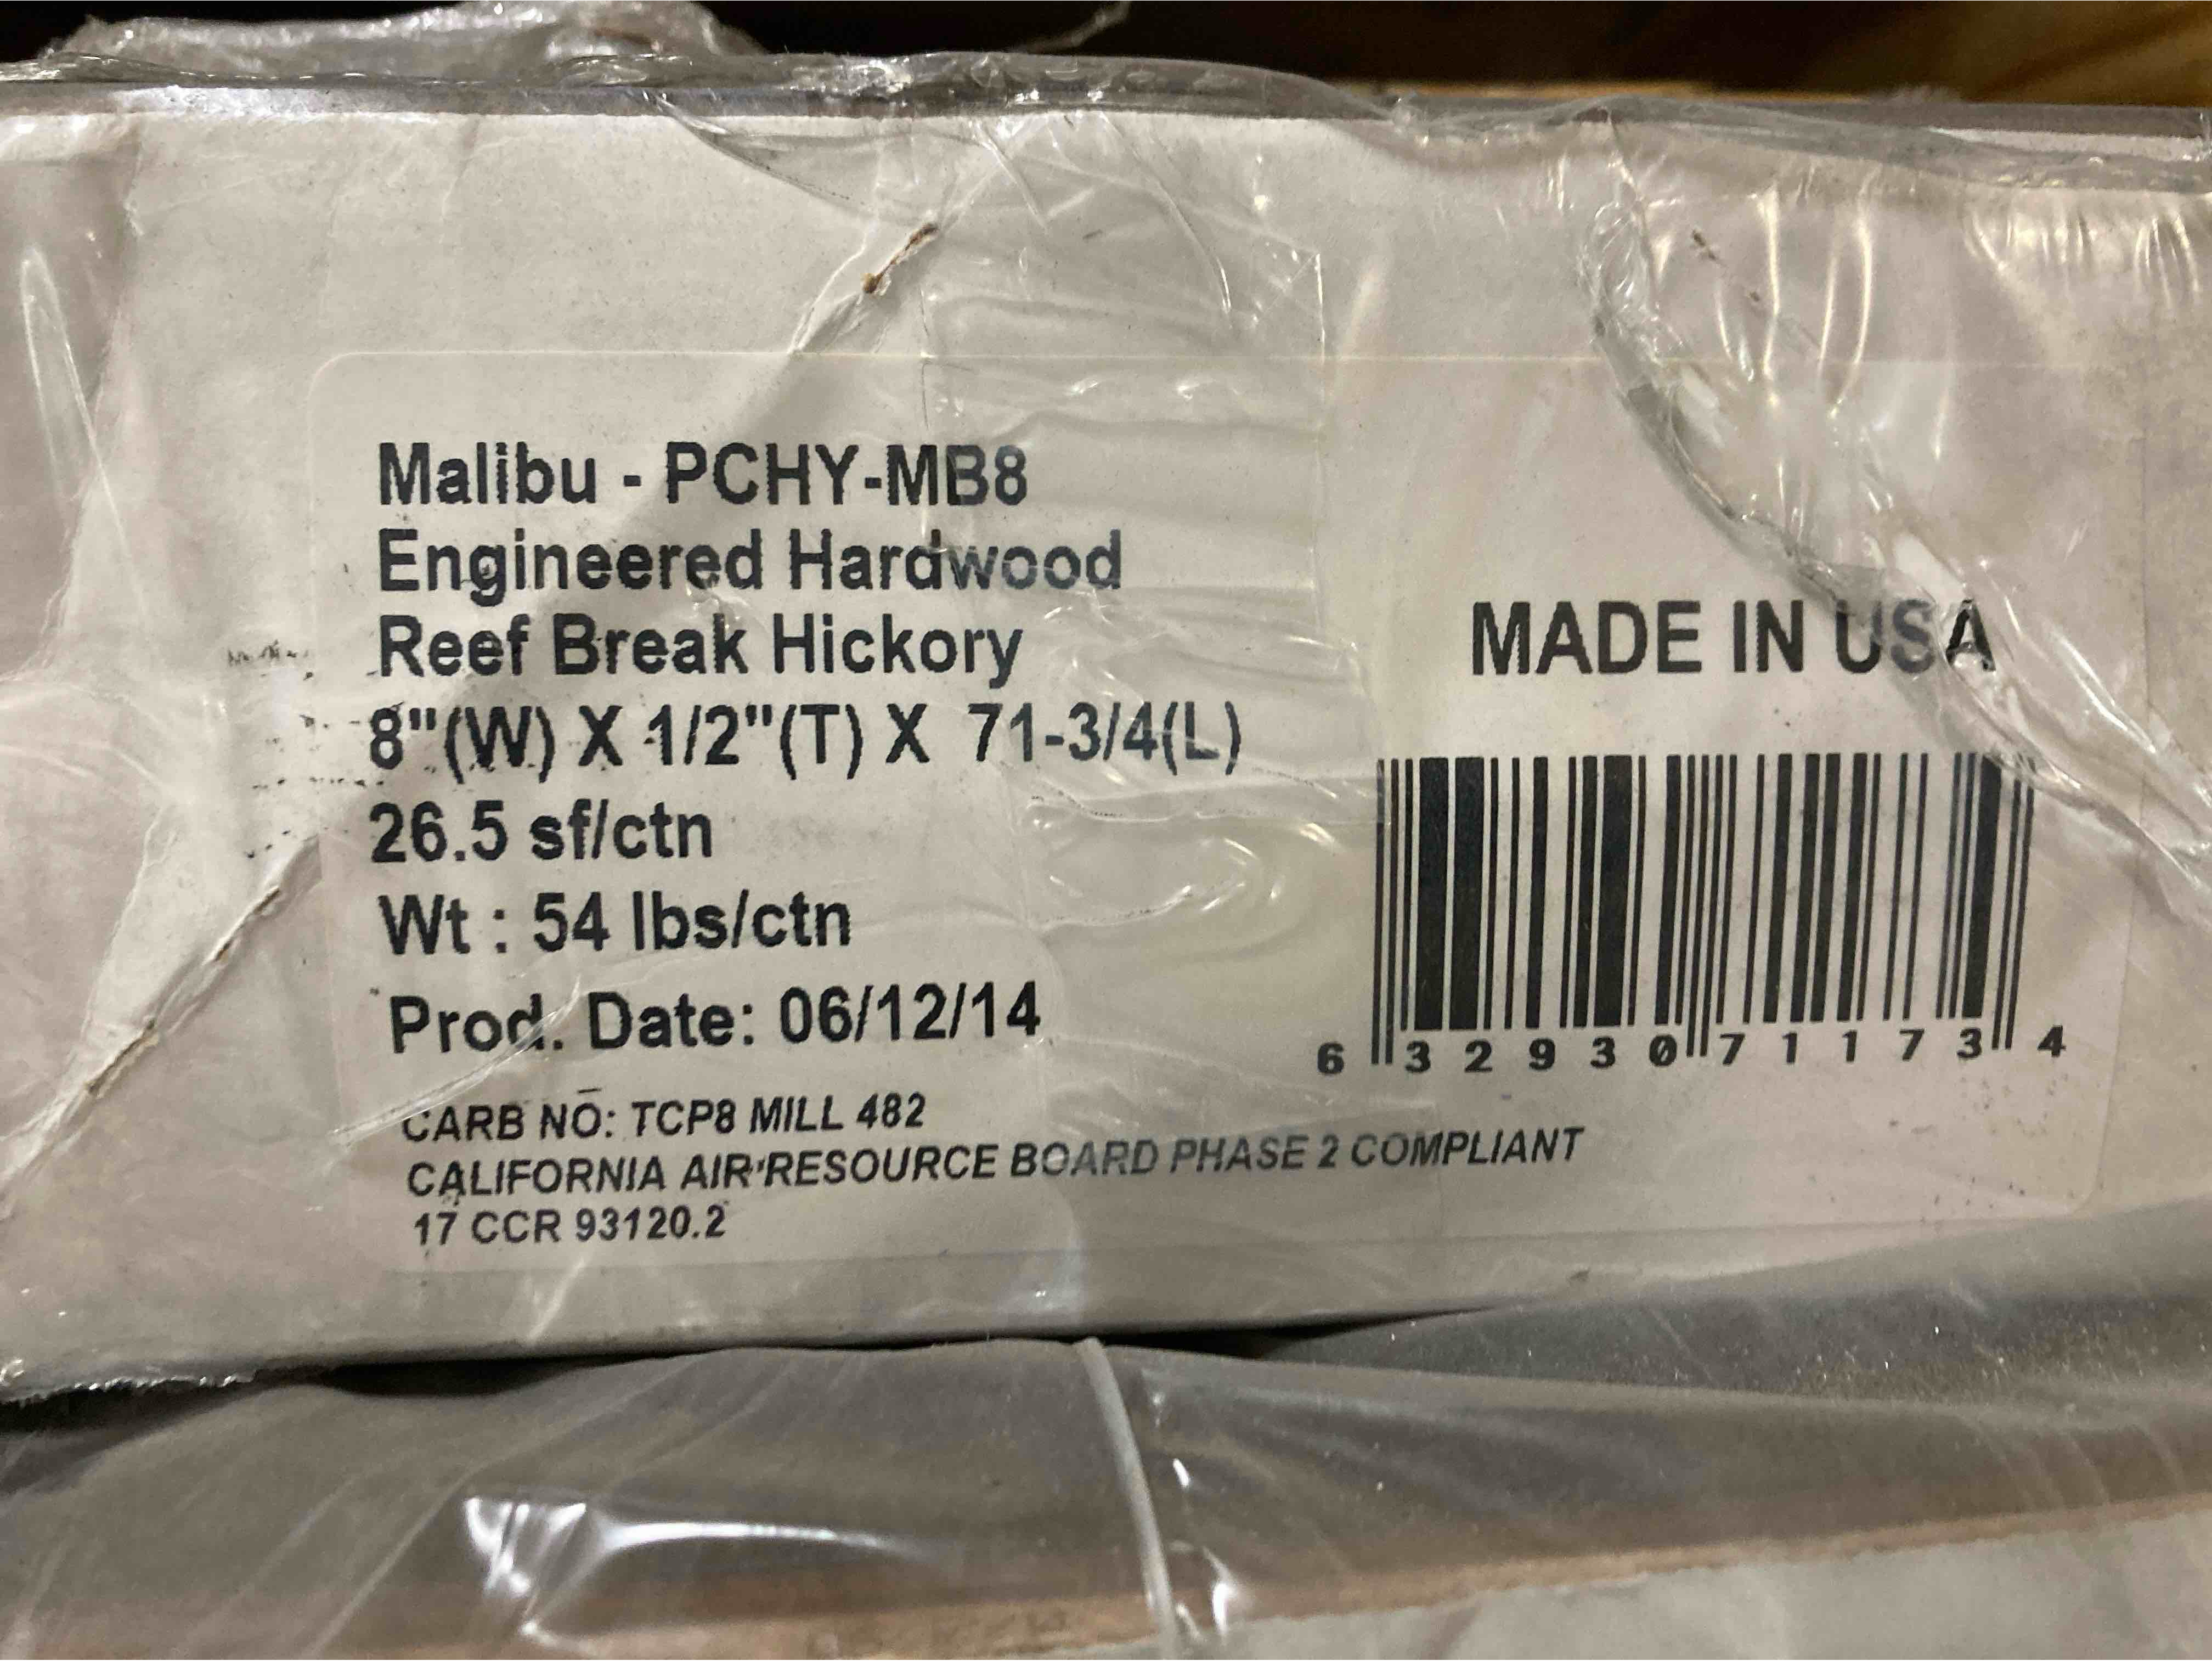 Malibu - PCHY-MB8
Engineered Hardwood
Reef Break Hickory
8"(W) X 1/2"(T) X 71-3/4(L)
26.5 sf/ctn
Wt : 54 lbs/ctn
Prod. Date: 06/12/14
CARB NO: TCP8 MILL 482
CALIFORNIA AIR RESOURCE BOARD PHASE 2 COMPLIANT
17 CCR 93120.2
MADE IN USA
6 32930 71173 4